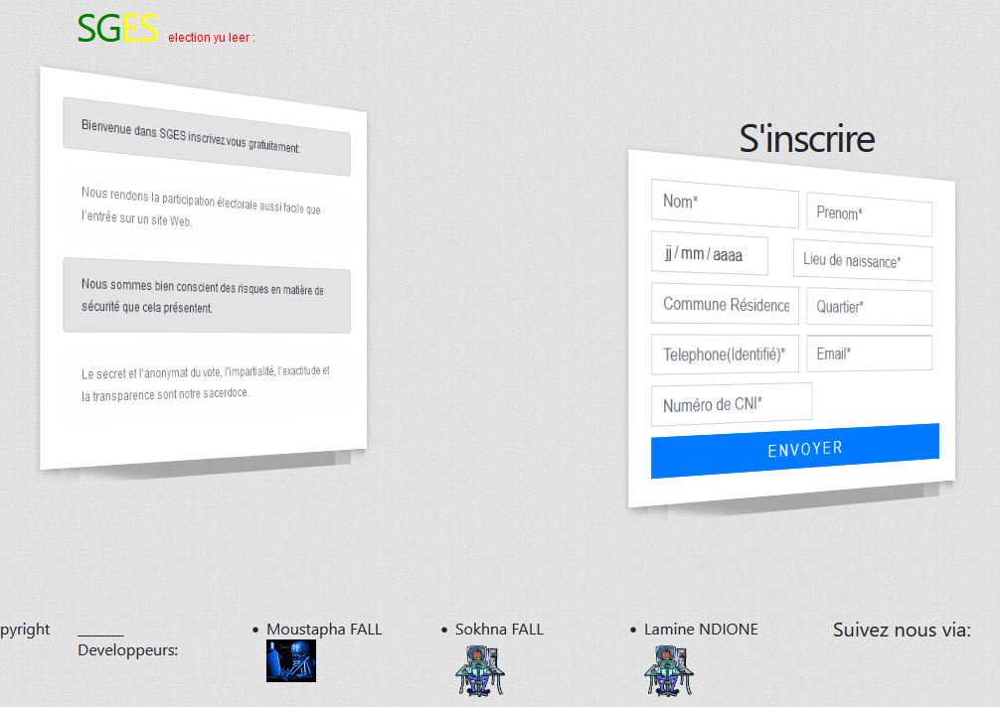 SGES election yu leer :
Bienvenue dans SGES inscrivez vous gratuitement
Nous rendons la participation électorale aussi facile que
l'entrée sur un site Web.
Nous sommes bien conscient des risques en matière de
sécurité que cela présentent.
Le secret et l'anonymat du vote, l'impartialité, l'exactitude et
la transparence sont notre sacerdoce.
S'inscrire
Nom*
Prenom*
jj / mm / aaaa
Lieu de naissance*
Commune Résidence
Quartier*
Telephone(Identifié)*
Email*
Numéro de CNI*
ENVOYER
pyright
_______
Developpeurs:
• Moustapha FALL
• Sokhna FALL
• Lamine NDIONE
Suivez nous via: